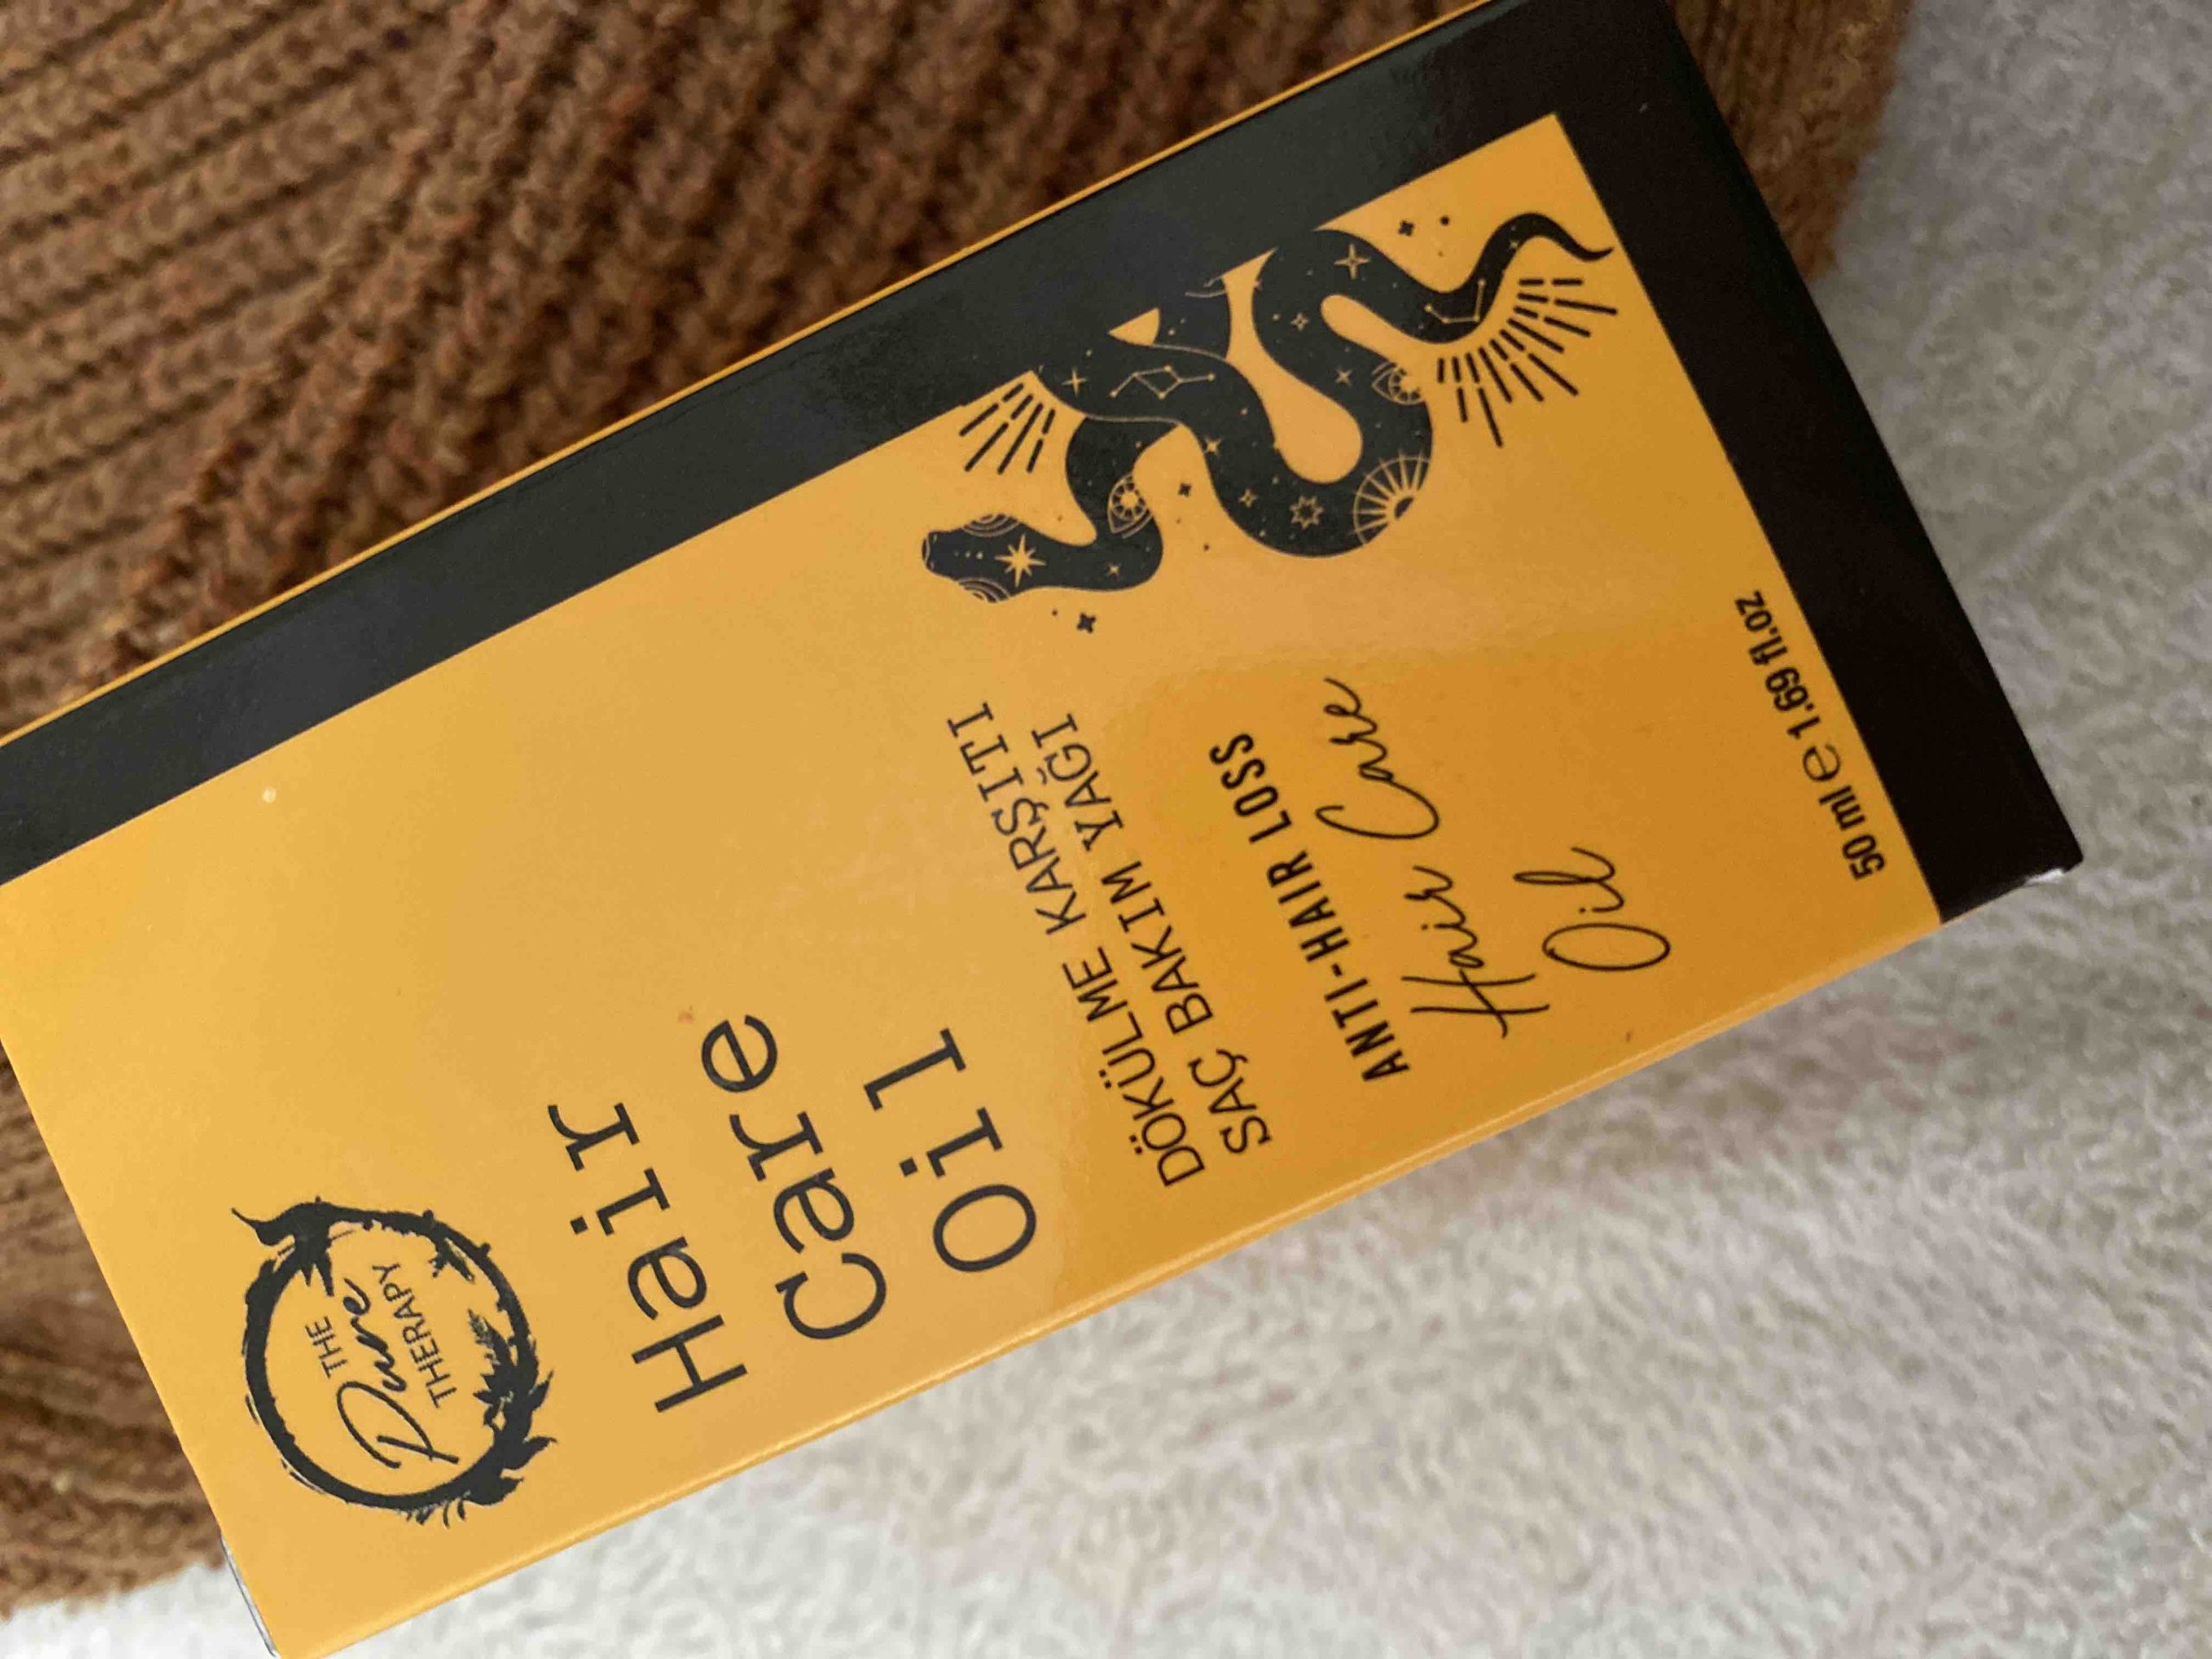 THE
Pure
THERAPY
Hair
Care
Oil
DÖKÜLME KARŞITI
SAÇ BAKIM YAĞI
ANTI-HAIR LOSS
Hair Care
Oil
50 ml e 1.69 fl.oz